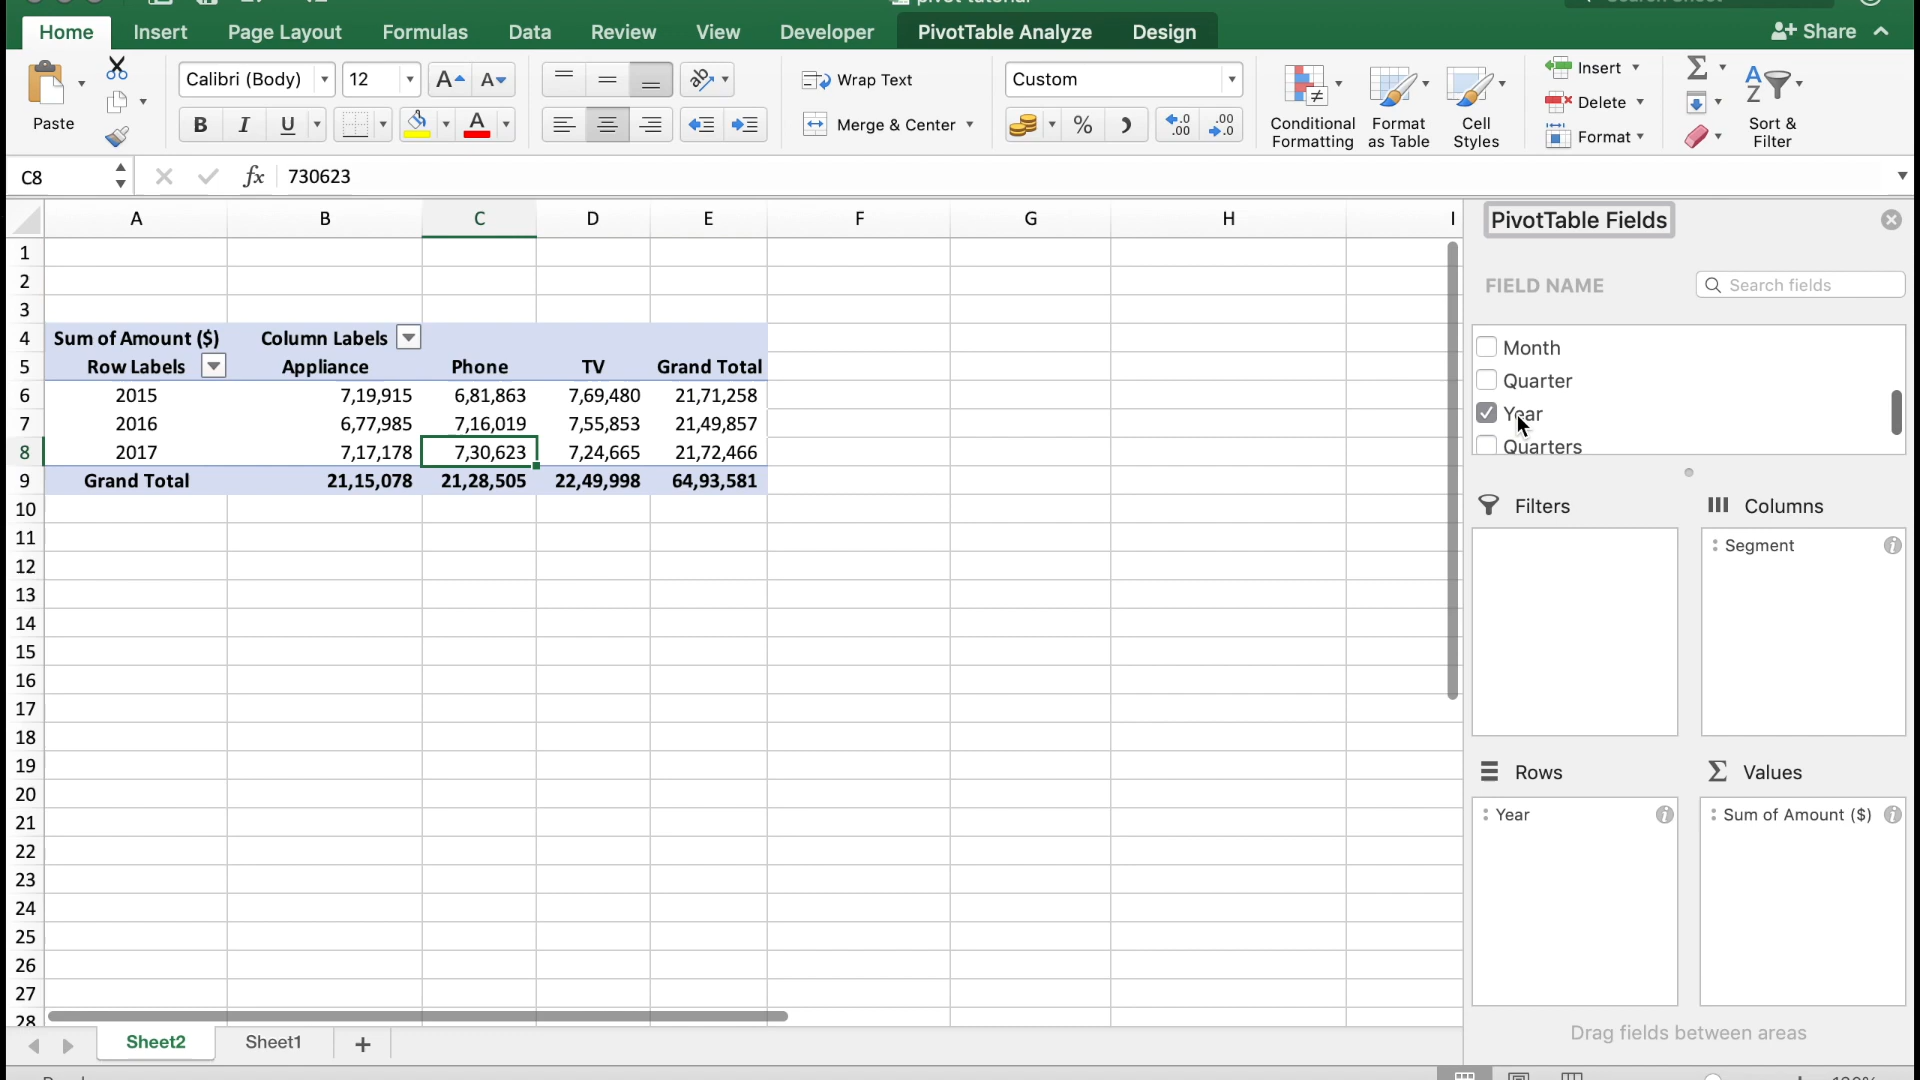 pivot tutorial
Home Insert Page Layout Formulas Data Review View Developer PivotTable Analyze Design Share
Paste
Calibri (Body) 12
B I U A
Wrap Text
Merge & Center
Custom
%
Conditional Formatting
Format as Table
Cell Styles
Insert
Delete
Format
Sort & Filter
C8 fx 730623
A B C D E F G H I
1
2
3
4 Sum of Amount ($) Column Labels
5 Row Labels Appliance Phone TV Grand Total
6 2015 7,19,915 6,81,863 7,69,480 21,71,258
7 2016 6,77,985 7,16,019 7,55,853 21,49,857
8 2017 7,17,178 7,30,623 7,24,665 21,72,466
9 Grand Total 21,15,078 21,28,505 22,49,998 64,93,581
10
11
12
13
14
15
16
17
18
19
20
21
22
23
24
25
26
27
28
Sheet2 Sheet1 +
PivotTable Fields
FIELD NAME Search fields
Month
Quarter
Year
Quarters
Filters Columns
Segment
Rows Values
Year Sum of Amount ($)
Drag fields between areas